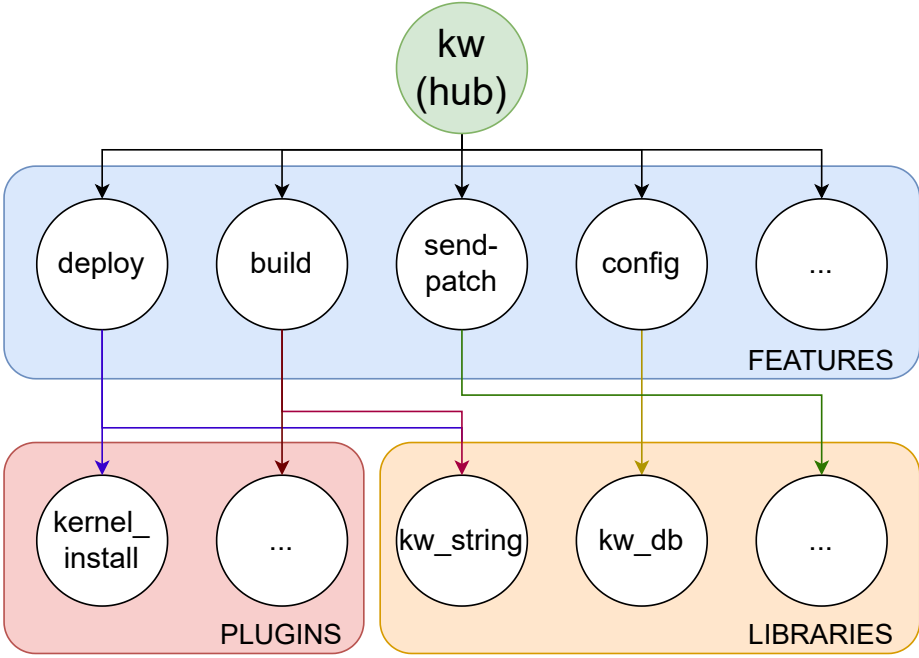 kw
(hub)
deploy
build
send-
patch
config
...
FEATURES
kernel_
install
...
PLUGINS
kw_string
kw_db
...
LIBRARIES